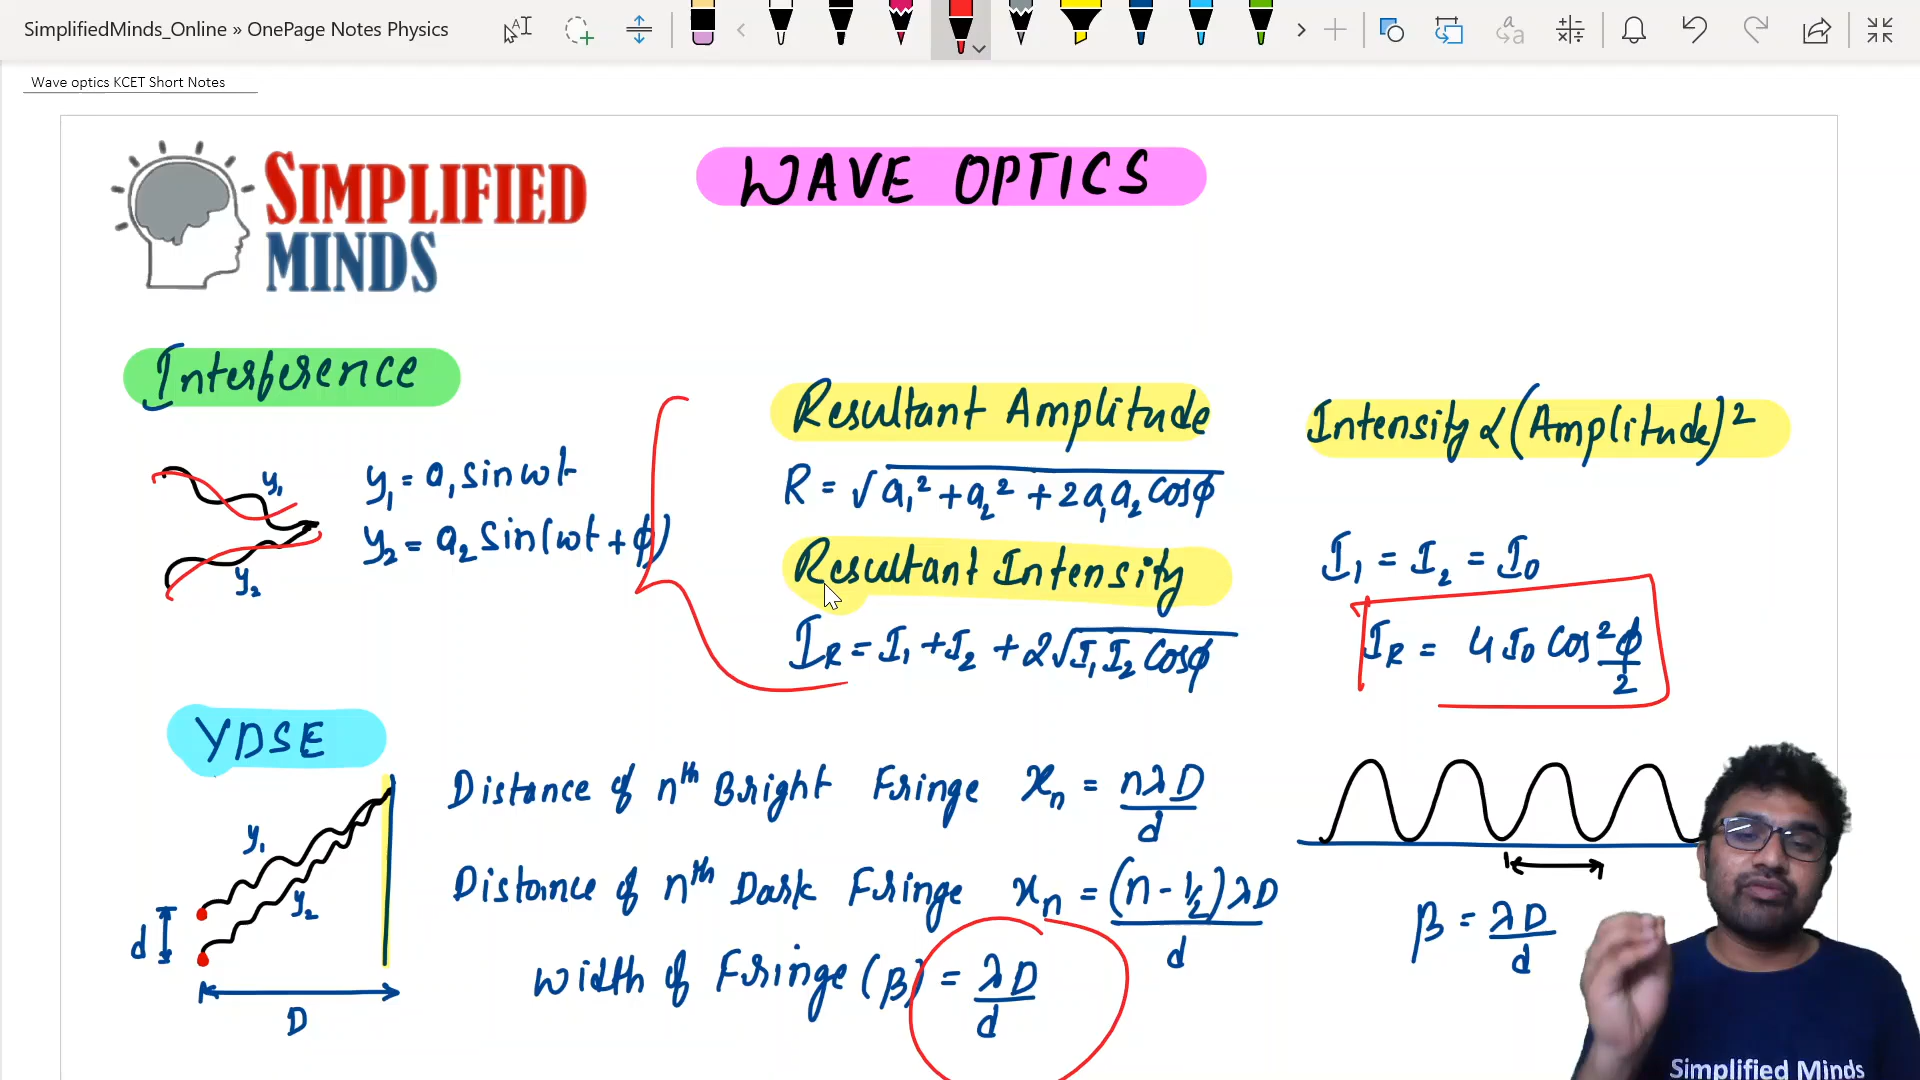 SimplifiedMinds_Online » OnePage Notes Physics
Wave optics KCET Short Notes
SIMPLIFIED
MINDS
WAVE OPTICS
Interference
y₁
y₂
y₁ = a₁ sin ωt
y₂ = a₂ sin(ωt + ϕ)
Resultant Amplitude
R = √a₁² + a₂² + 2a₁a₂ Cosϕ
Resultant Intensity
I_R = I₁ + I₂ + 2√I₁I₂ Cosϕ
Intensity α (Amplitude)²
I₁ = I₂ = I₀
I_R = 4I₀ Cos² ϕ/2
YDSE
y₁
y₂
d
D
Distance of nᵗʰ Bright Fringe xₙ = nλD/d
Distance of nᵗʰ Dark Fringe xₙ = (n - ½)λD/d
Width of Fringe (β) = λD/d
β = λD/d
Simplified Minds